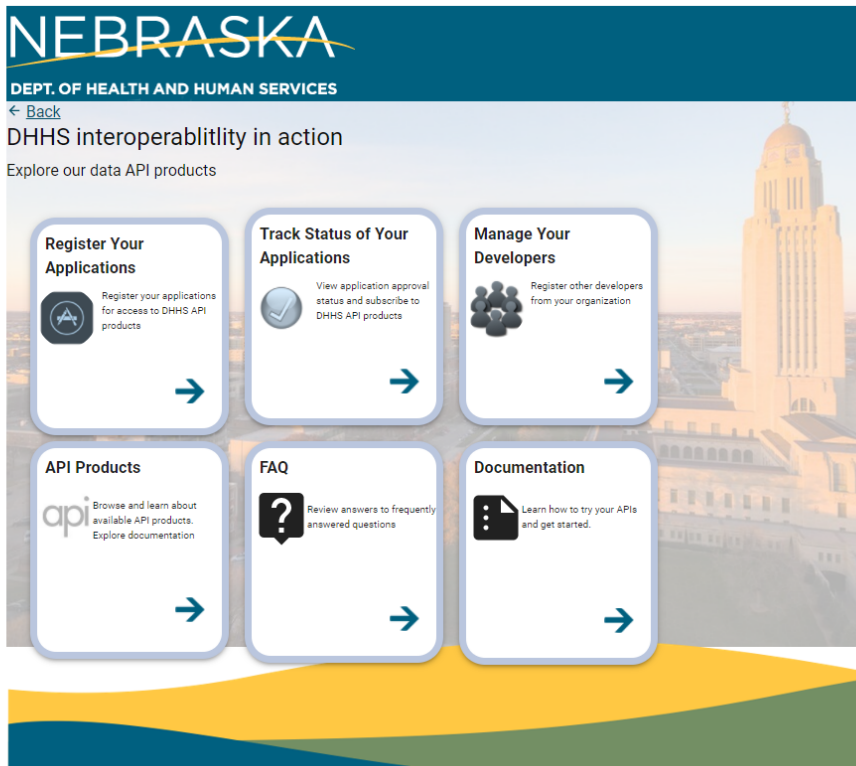 NEBRASKA
DEPT. OF HEALTH AND HUMAN SERVICES
← Back
DHHS interoperablitlity in action
Explore our data API products
Register Your
Applications
Register your applications
for access to DHHS API
products
Track Status of Your
Applications
View application approval
status and subscribe to
DHHS API products
Manage Your
Developers
Register other developers
from your organization
API Products
api
Browse and learn about
available API products.
Explore documentation
FAQ
?
Review answers to frequently
answered questions
Documentation
Learn how to try your APIs
and get started.